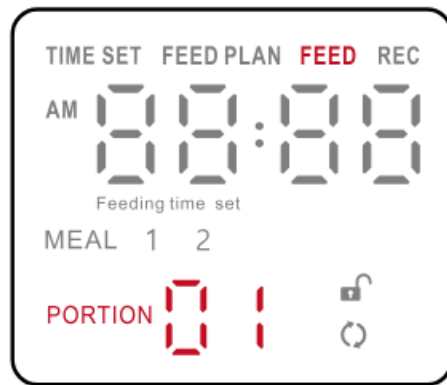 TIME SET FEED PLAN FEED REC
AM 88:88
Feeding time set
MEAL 1 2
PORTION 01